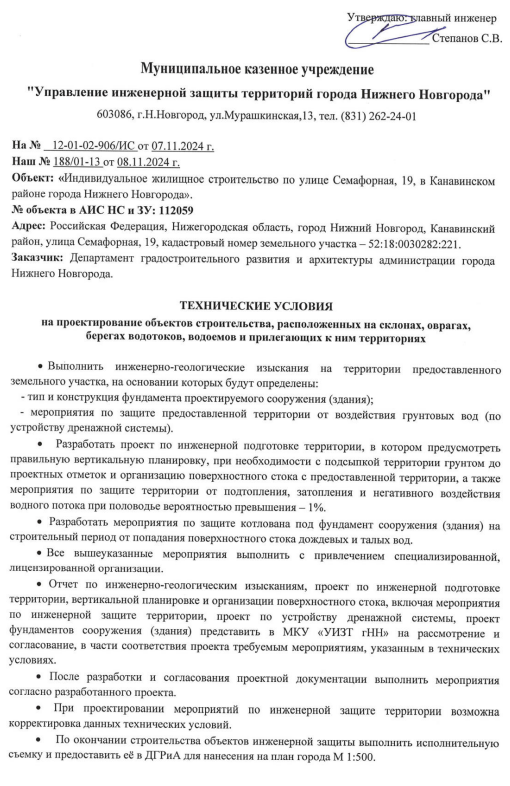 Утверждаю: главный инженер
Степанов С.В.
Муниципальное казенное учреждение
"Управление инженерной защиты территорий города Нижнего Новгорода"
603086, г.Н.Новгород, ул.Мурашкинская,13, тел. (831) 262-24-01
На № 12-01-02-906/ИС от 07.11.2024 г.
Наш № 188/01-13 от 08.11.2024 г.
Объект: «Индивидуальное жилищное строительство по улице Семафорная, 19, в Канавинском
районе города Нижнего Новгорода».
№ объекта в АИС НС и ЗУ: 112059
Адрес: Российская Федерация, Нижегородская область, город Нижний Новгород, Канавинский
район, улица Семафорная, 19, кадастровый номер земельного участка – 52:18:0030282:221.
Заказчик: Департамент градостроительного развития и архитектуры администрации города
Нижнего Новгорода.
ТЕХНИЧЕСКИЕ УСЛОВИЯ
на проектирование объектов строительства, расположенных на склонах, оврагах,
берегах водотоков, водоемов и прилегающих к ним территориях
• Выполнить инженерно-геологические изыскания на территории предоставленного
земельного участка, на основании которых будут определены:
- тип и конструкция фундамента проектируемого сооружения (здания);
- мероприятия по защите предоставленной территории от воздействия грунтовых вод (по
устройству дренажной системы).
• Разработать проект по инженерной подготовке территории, в котором предусмотреть
правильную вертикальную планировку, при необходимости с подсыпкой территории грунтом до
проектных отметок и организацию поверхностного стока с предоставленной территории, а также
мероприятия по защите территории от подтопления, затопления и негативного воздействия
водного потока при половодье вероятностью превышения – 1%.
• Разработать мероприятия по защите котлована под фундамент сооружения (здания) на
строительный период от попадания поверхностного стока дождевых и талых вод.
• Все вышеуказанные мероприятия выполнить с привлечением специализированной,
лицензированной организации.
• Отчет по инженерно-геологическим изысканиям, проект по инженерной подготовке
территории, вертикальной планировке и организации поверхностного стока, включая мероприятия
по инженерной защите территории, проект по устройству дренажной системы, проект
фундаментов сооружения (здания) представить в МКУ «УИЗТ гНН» на рассмотрение и
согласование, в части соответствия проекта требуемым мероприятиям, указанным в технических
условиях.
• После разработки и согласования проектной документации выполнить мероприятия
согласно разработанного проекта.
• При проектировании мероприятий по инженерной защите территории возможна
корректировка данных технических условий.
• По окончании строительства объектов инженерной защиты выполнить исполнительную
съемку и предоставить её в ДГРиА для нанесения на план города М 1:500.